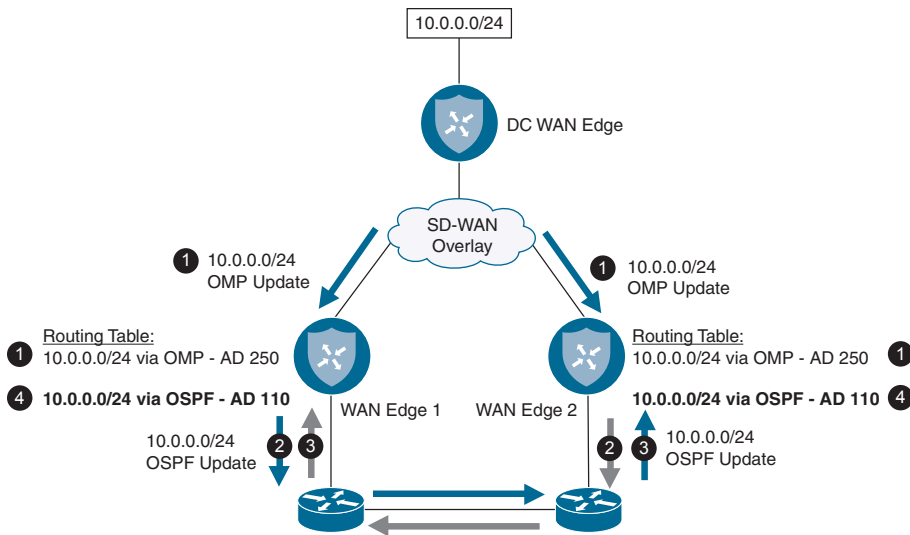 10.0.0.0/24
DC WAN Edge
SD-WAN
Overlay
1 10.0.0.0/24
OMP Update
1 10.0.0.0/24
OMP Update
Routing Table:
1 10.0.0.0/24 via OMP - AD 250
4 10.0.0.0/24 via OSPF - AD 110
WAN Edge 1
WAN Edge 2
Routing Table:
10.0.0.0/24 via OMP - AD 250 1
10.0.0.0/24 via OSPF - AD 110 4
10.0.0.0/24
OSPF Update
2 3
2 3
10.0.0.0/24
OSPF Update